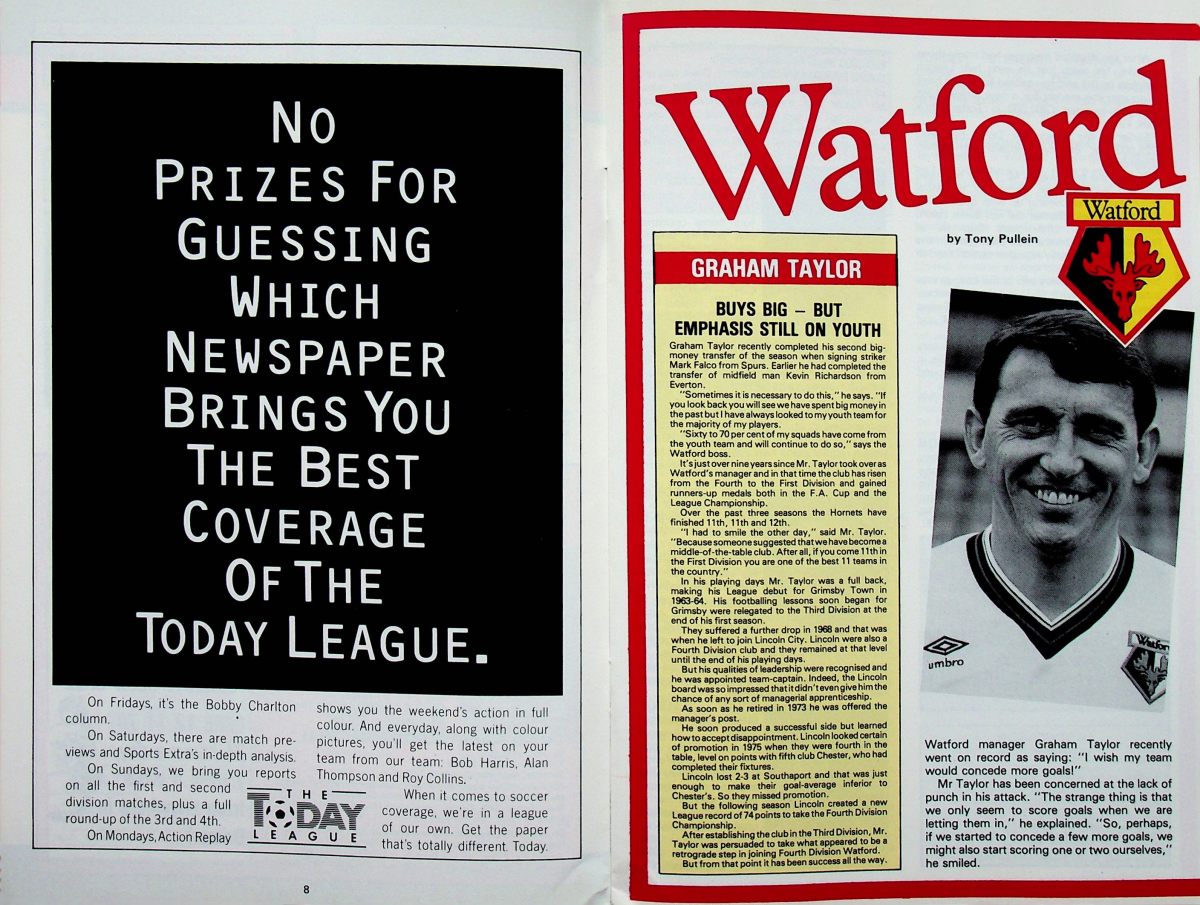 No
Prizes For
Guessing
Which
Newspaper
Brings You
The Best
Coverage
Of The
Today League.
On Fridays, it's the Bobby Charlton
column.
On Saturdays, there are match pre-
views and Sports Extra's in-depth analysis.
On Sundays, we bring you reports
on all the first and second
division matches, plus a full
round-up of the 3rd and 4th.
On Mondays, Action Replay
shows you the weekend's action in full
colour. And everyday, along with colour
pictures, you'll get the latest on your
team from our team: Bob Harris, Alan
Thompson and Roy Collins.
When it comes to soccer
coverage, we're in a league
of our own. Get the paper
that's totally different. Today.
THE
TODAY
LEAGUE
8
Watford
Watford
by Tony Pullein
GRAHAM TAYLOR
BUYS BIG – BUT
EMPHASIS STILL ON YOUTH
Graham Taylor recently completed his second big-
money transfer of the season when signing striker
Mark Falco from Spurs. Earlier he had completed the
transfer of midfield man Kevin Richardson from
Everton.
"Sometimes it is necessary to do this," he says. "If
you look back you will see we have spent big money in
the past but I have always looked to my youth team for
the majority of my players.
"Sixty to 70 per cent of my squads have come from
the youth team and will continue to do so," says the
Watford boss.
It's just over nine years since Mr. Taylor took over as
Watford's manager and in that time the club has risen
from the Fourth to the First Division and gained
runners-up medals both in the F.A. Cup and the
League Championship.
Over the past three seasons the Hornets have
finished 11th, 11th and 12th.
"I had to smile the other day," said Mr. Taylor.
"Because someone suggested that we have become a
middle-of-the-table club. After all, if you come 11th in
the First Division you are one of the best 11 teams in
the country."
In his playing days Mr. Taylor was a full back,
making his League debut for Grimsby Town in
1963-64. His footballing lessons soon began for
Grimsby were relegated to the Third Division at the
end of his first season.
They suffered a further drop in 1968 and that was
when he left to join Lincoln City. Lincoln were also a
Fourth Division club and they remained at that level
until the end of his playing days.
But his qualities of leadership were recognised and
he was appointed team-captain. Indeed, the Lincoln
board was so impressed that it didn't even give him the
chance of any sort of managerial apprenticeship.
As soon as he retired in 1973 he was offered the
manager's post.
He soon produced a successful side but learned
how to accept disappointment. Lincoln looked certain
of promotion in 1975 when they were fourth in the
table, level on points with fifth club Chester, who had
completed their fixtures.
Lincoln lost 2-3 at Southport and that was just
enough to make their goal-average inferior to
Chester's. So they missed promotion.
But the following season Lincoln created a new
League record of 74 points to take the Fourth Division
Championship.
After establishing the club in the Third Division, Mr.
Taylor was persuaded to take what appeared to be a
retrograde step in joining Fourth Division Watford.
But from that point it has been success all the way.
umbro
Watford
Watford manager Graham Taylor recently
went on record as saying: "I wish my team
would concede more goals!"
Mr Taylor has been concerned at the lack of
punch in his attack. "The strange thing is that
we only seem to score goals when we are
letting them in," he explained. "So, perhaps,
if we started to concede a few more goals, we
might also start scoring one or two ourselves,"
he smiled.